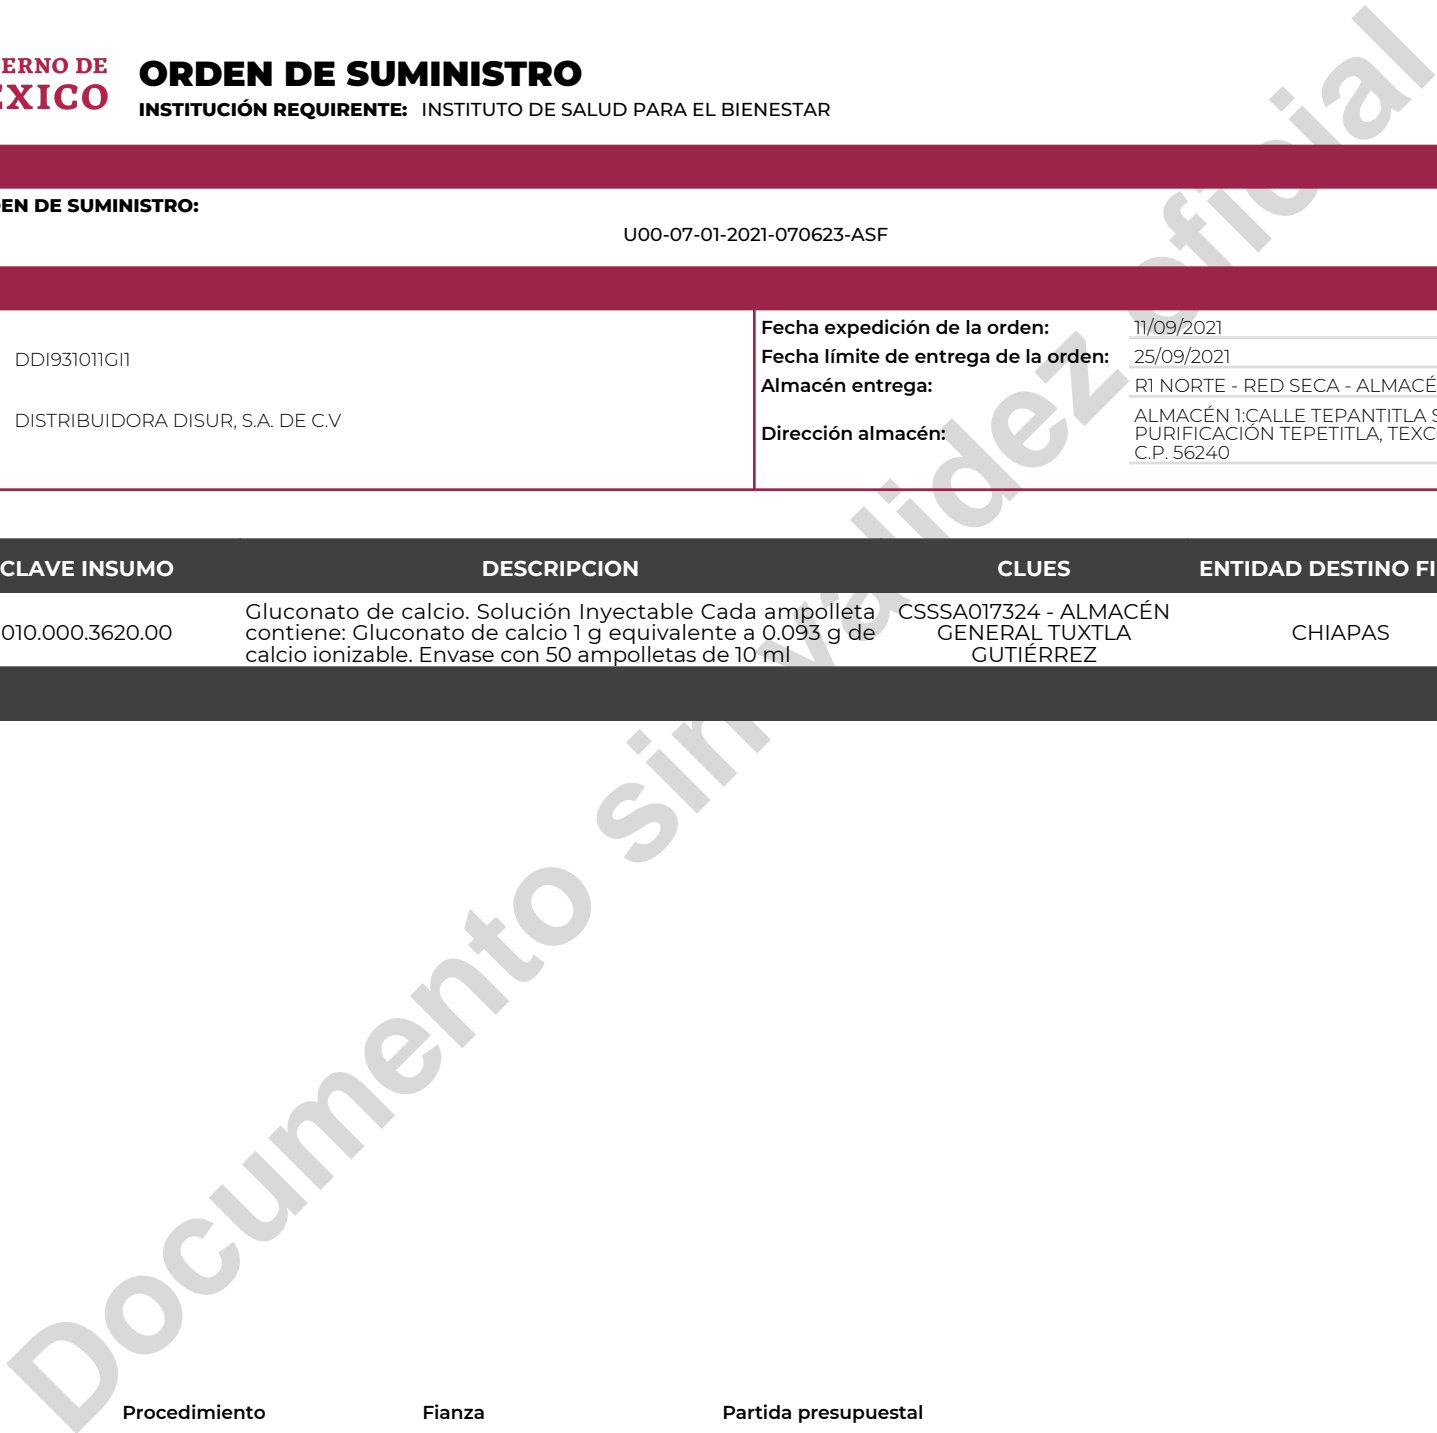 ERNO DE
ÉXICO
ORDEN DE SUMINISTRO
INSTITUCIÓN REQUIRENTE: INSTITUTO DE SALUD PARA EL BIENESTAR
EN DE SUMINISTRO:
U00-07-01-2021-070623-ASF
DDI931011GI1
DISTRIBUIDORA DISUR, S.A. DE C.V
Fecha expedición de la orden: 11/09/2021
Fecha límite de entrega de la orden: 25/09/2021
Almacén entrega: R1 NORTE - RED SECA - ALMACÉ
Dirección almacén:
ALMACÉN 1:CALLE TEPANTITLA S
PURIFICACIÓN TEPETITLA, TEXC
C.P. 56240
CLAVE INSUMO DESCRIPCION CLUES ENTIDAD DESTINO FI
010.000.3620.00
Gluconato de calcio. Solución Inyectable Cada ampolleta
contiene: Gluconato de calcio 1 g equivalente a 0.093 g de
calcio ionizable. Envase con 50 ampolletas de 10 ml
CSSSA017324 - ALMACÉN
GENERAL TUXTLA
GUTIÉRREZ
CHIAPAS
Documento sin validez oficial
Procedimiento Fianza Partida presupuestal